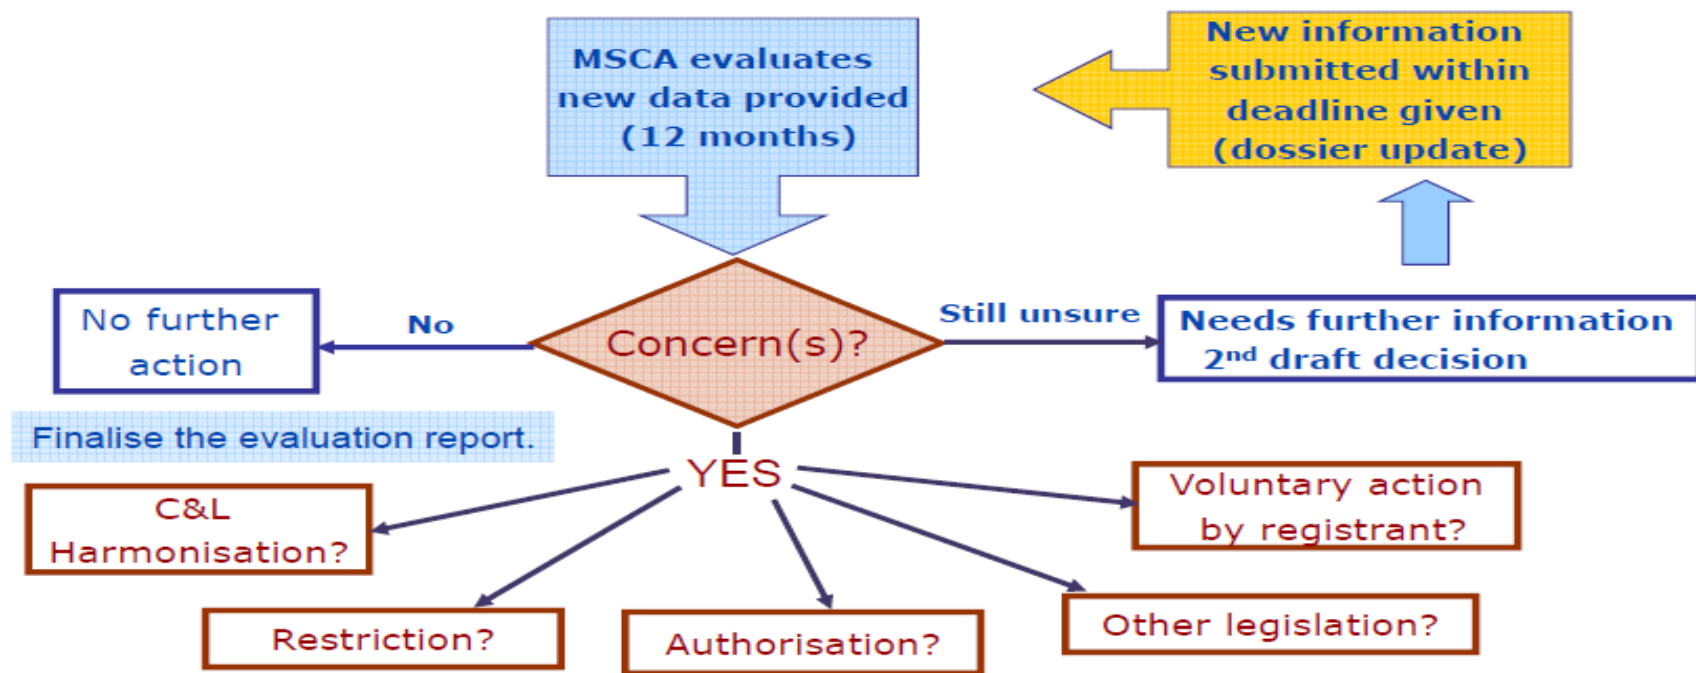 MSCA evaluates
new data provided
(12 months)
New information
submitted within
deadline given
(dossier update)
No further
action
No
Concern(s)?
Still unsure
Needs further information
2nd draft decision
Finalise the evaluation report.
YES
C&L
Harmonisation?
Restriction?
Authorisation?
Other legislation?
Voluntary action
by registrant?